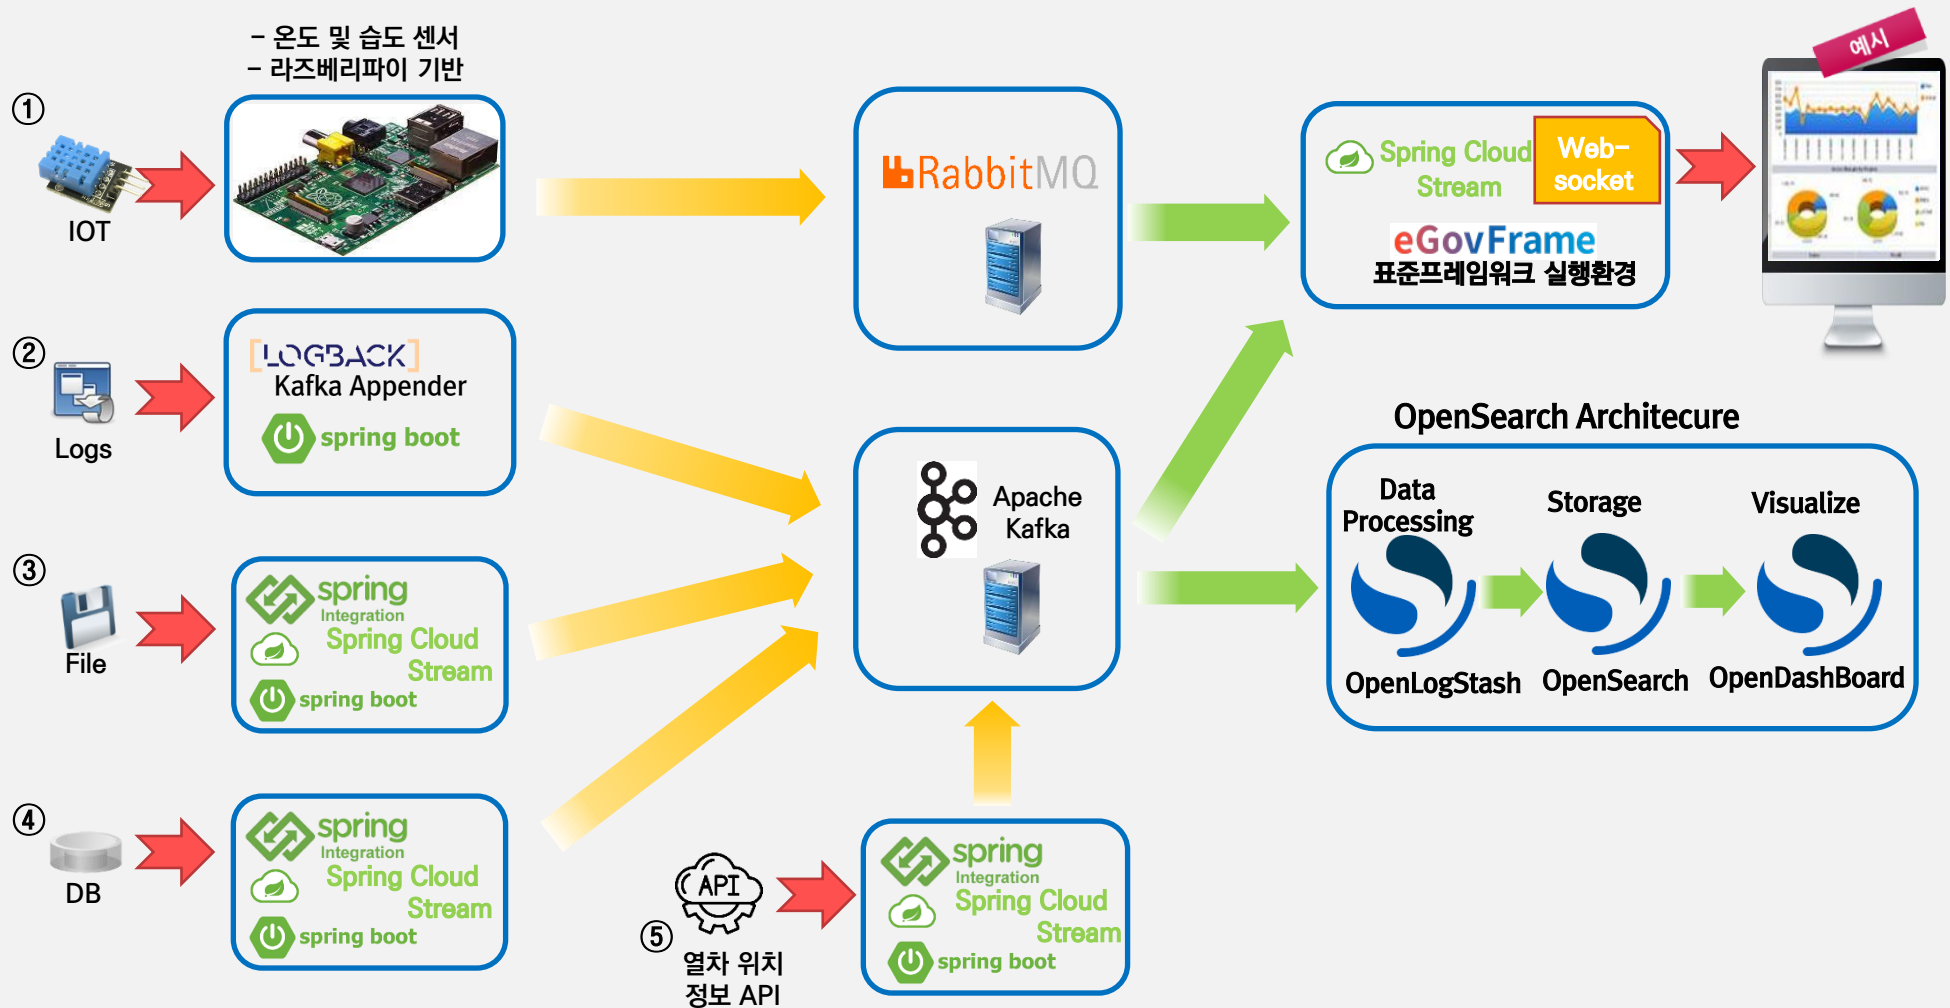 - 온도 및 습도 센서
- 라즈베리파이 기반
①
IOT
RabbitMQ
Spring Cloud
Stream
Web-
socket
eGovFrame
표준프레임워크 실행환경
예시
②
Logs
[LOGBACK]
Kafka Appender
spring boot
③
File
spring
Integration
Spring Cloud
Stream
spring boot
④
DB
spring
Integration
Spring Cloud
Stream
spring boot
Apache
Kafka
⑤
API
열차 위치
정보 API
spring
Integration
Spring Cloud
Stream
spring boot
OpenSearch Architecure
Data
Processing
OpenLogStash
Storage
OpenSearch
Visualize
OpenDashBoard